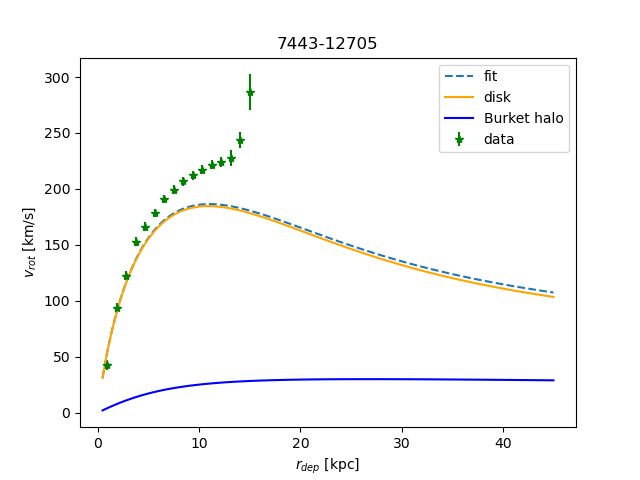 7443-12705
300
250
200
150
100
50
0
v_rot [km/s]
fit
disk
Burket halo
data
0 10 20 30 40
r_dep [kpc]